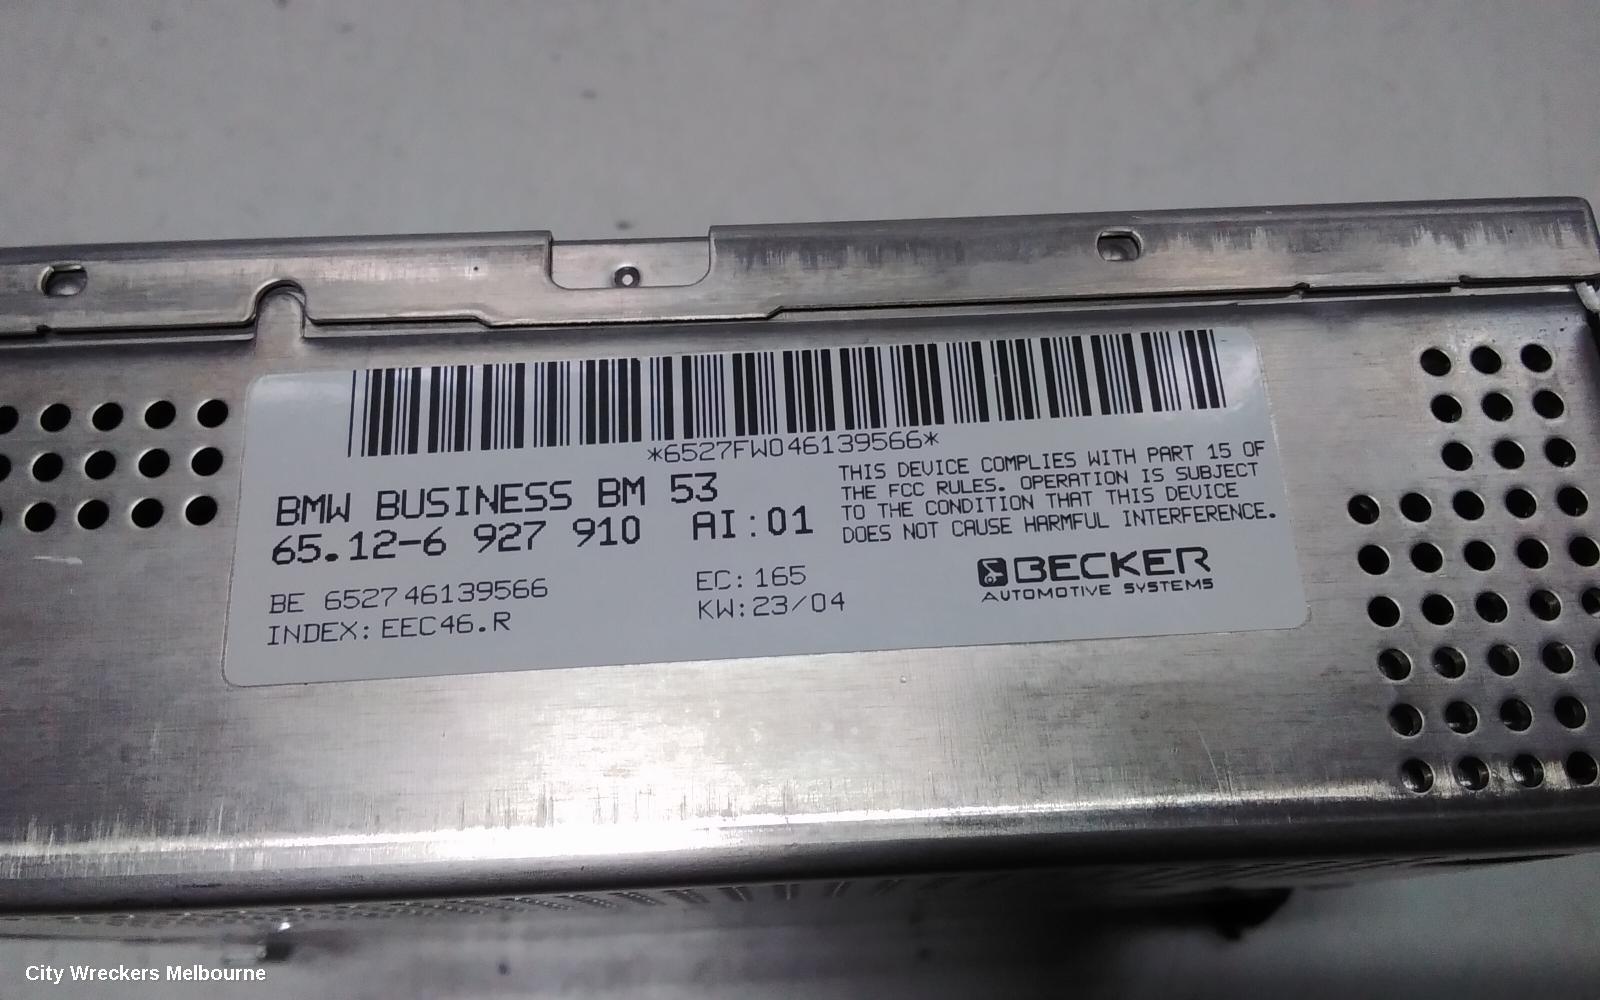 *6527FW046139566*
BMW BUSINESS BM 53
65.12-6 927 910 AI:01
THIS DEVICE COMPLIES WITH PART 15 OF
THE FCC RULES. OPERATION IS SUBJECT
TO THE CONDITION THAT THIS DEVICE
DOES NOT CAUSE HARMFUL INTERFERENCE.
BE 652746139566
INDEX: EEC46.R
EC: 165
KW: 23/04
BECKER
AUTOMOTIVE SYSTEMS
City Wreckers Melbourne